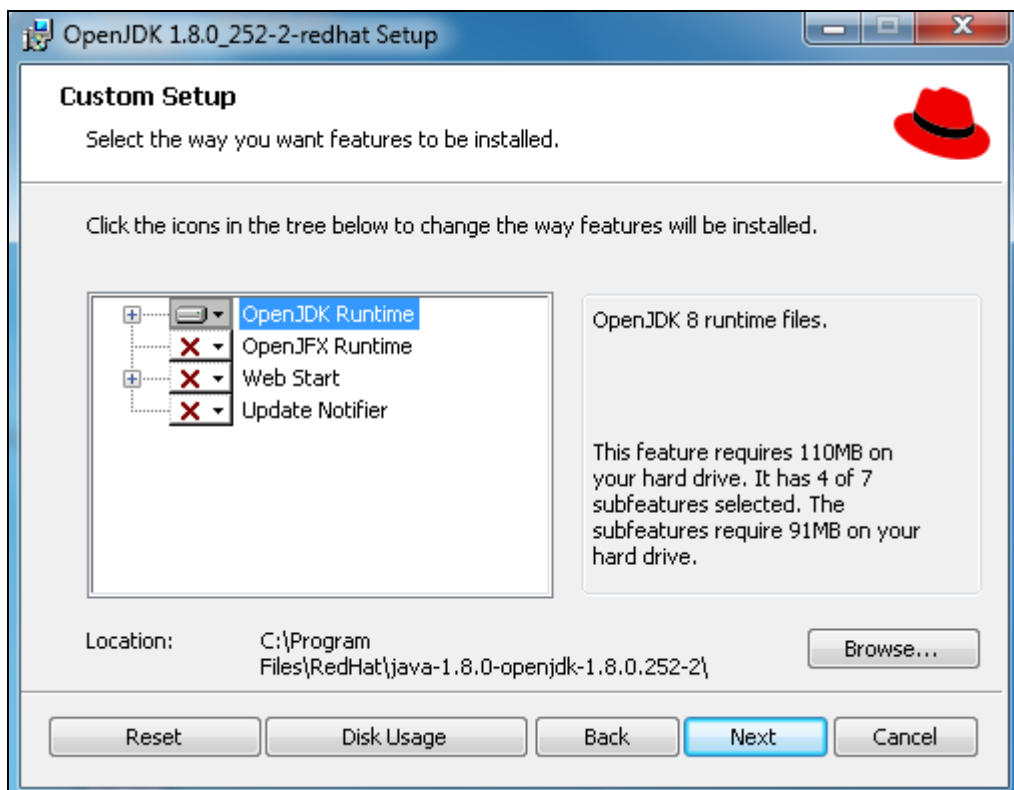 OpenJDK 1.8.0_252-2-redhat Setup
Custom Setup
Select the way you want features to be installed.
Click the icons in the tree below to change the way features will be installed.
OpenJDK Runtime
OpenJFX Runtime
Web Start
Update Notifier
OpenJDK 8 runtime files.
This feature requires 110MB on
your hard drive. It has 4 of 7
subfeatures selected. The
subfeatures require 91MB on your
hard drive.
Location:
C:\Program
Files\RedHat\java-1.8.0-openjdk-1.8.0.252-2\
Browse...
Reset
Disk Usage
Back
Next
Cancel